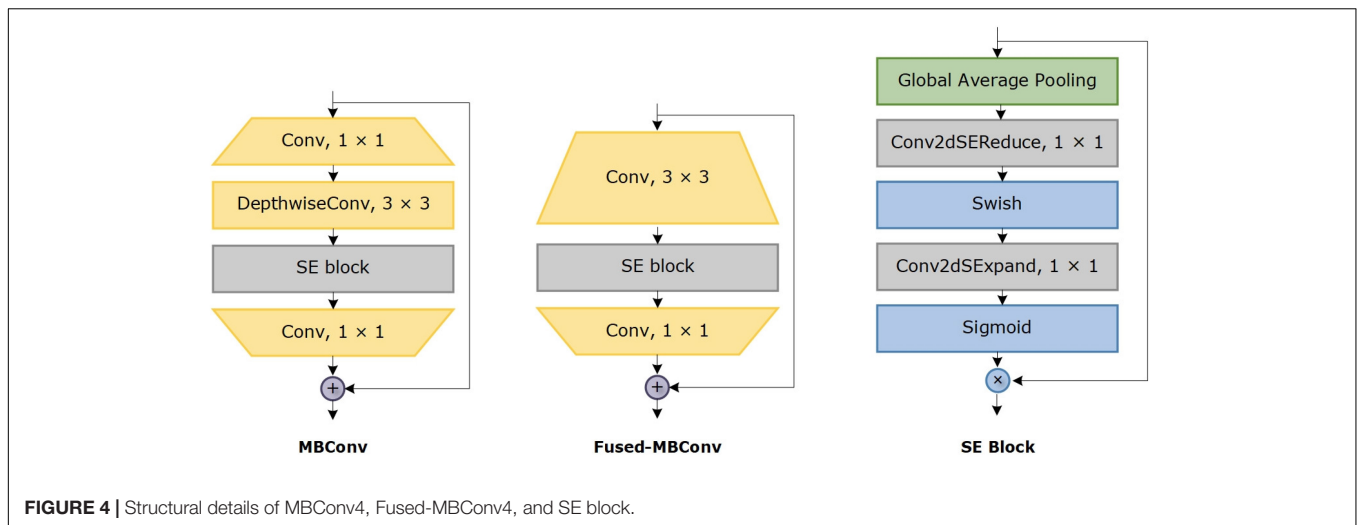 Conv, 1 × 1
DepthwiseConv, 3 × 3
SE block
Conv, 1 × 1
+
MBConv
Conv, 3 × 3
SE block
Conv, 1 × 1
+
Fused-MBConv
Global Average Pooling
Conv2dSEReduce, 1 × 1
Swish
Conv2dSExpand, 1 × 1
Sigmoid
×
SE Block
FIGURE 4 | Structural details of MBConv4, Fused-MBConv4, and SE block.